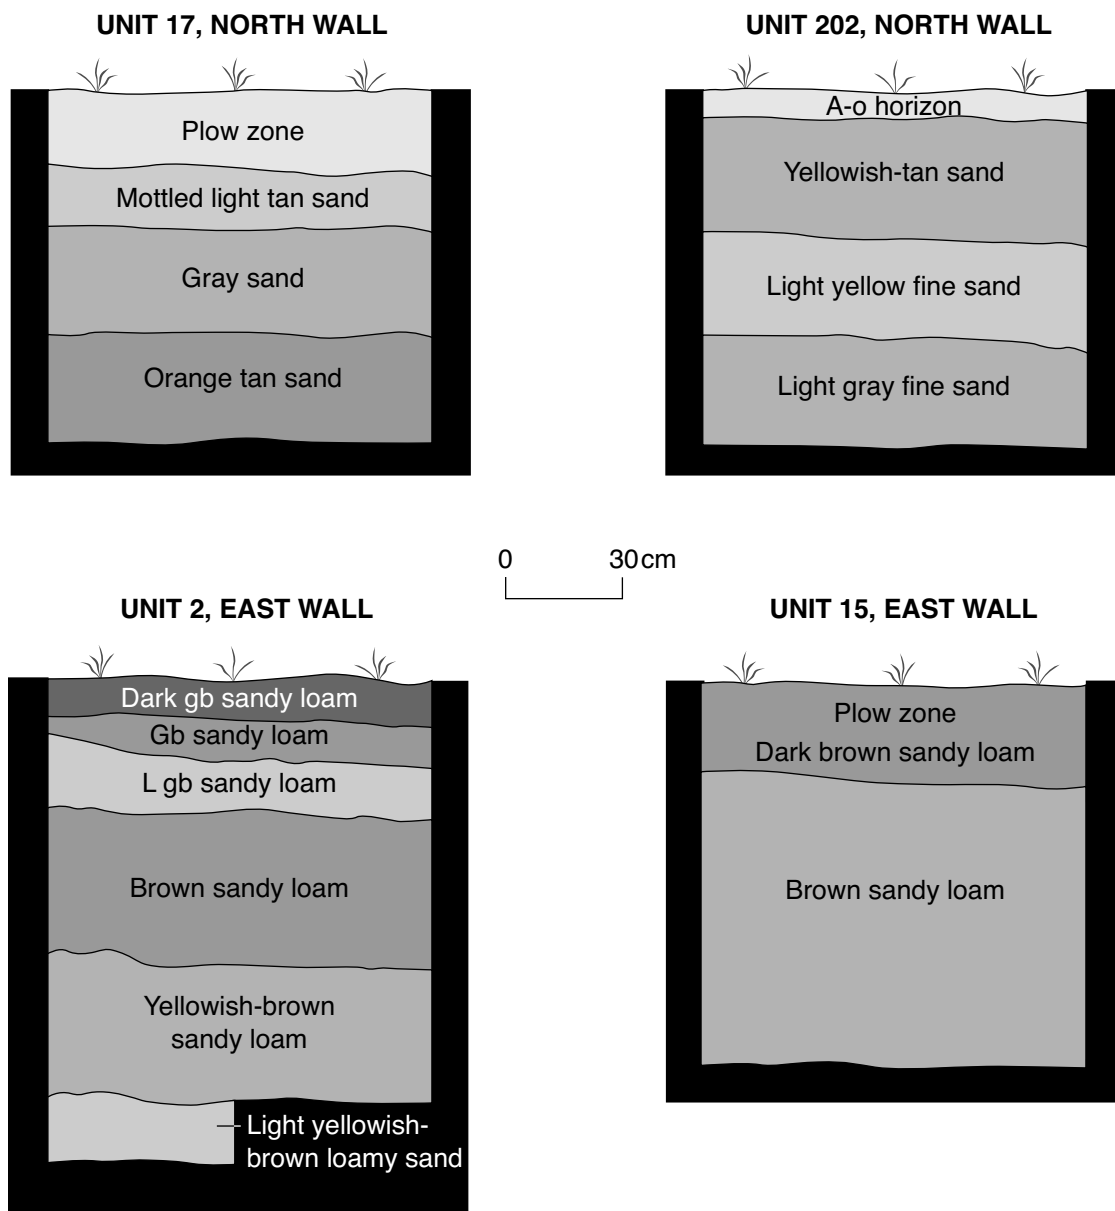 UNIT 17, NORTH WALL
Plow zone
Mottled light tan sand
Gray sand
Orange tan sand
UNIT 202, NORTH WALL
A-o horizon
Yellowish-tan sand
Light yellow fine sand
Light gray fine sand
0 30 cm
UNIT 2, EAST WALL
Dark gb sandy loam
Gb sandy loam
L gb sandy loam
Brown sandy loam
Yellowish-brown
sandy loam
Light yellowish-
brown loamy sand
UNIT 15, EAST WALL
Plow zone
Dark brown sandy loam
Brown sandy loam